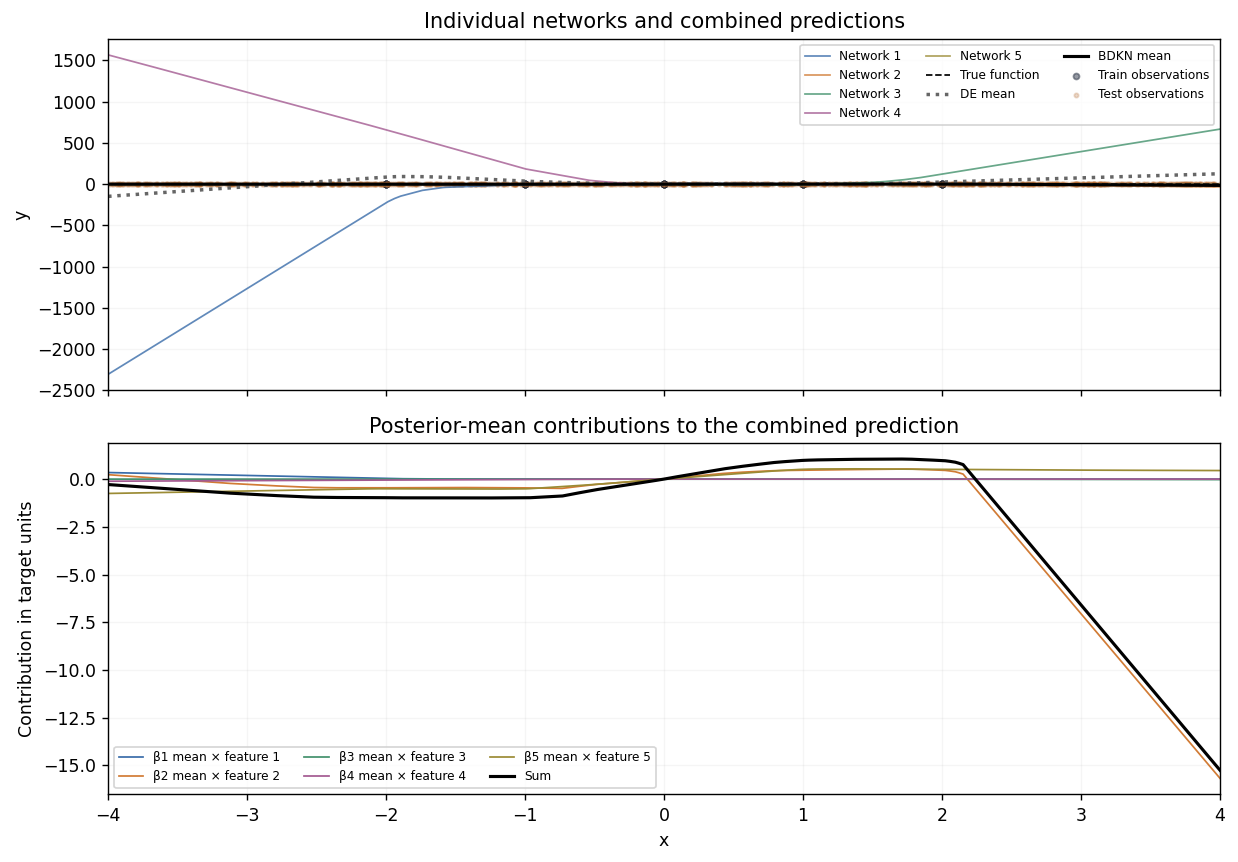 Individual networks and combined predictions
1500
1000
500
0
−500
−1000
−1500
−2000
−2500
y
Network 1
Network 2
Network 3
Network 4
Network 5
True function
DE mean
BDKN mean
Train observations
Test observations
Posterior-mean contributions to the combined prediction
0.0
−2.5
−5.0
−7.5
−10.0
−12.5
−15.0
Contribution in target units
β1 mean × feature 1
β2 mean × feature 2
β3 mean × feature 3
β4 mean × feature 4
β5 mean × feature 5
Sum
−4 −3 −2 −1 0 1 2 3 4
x